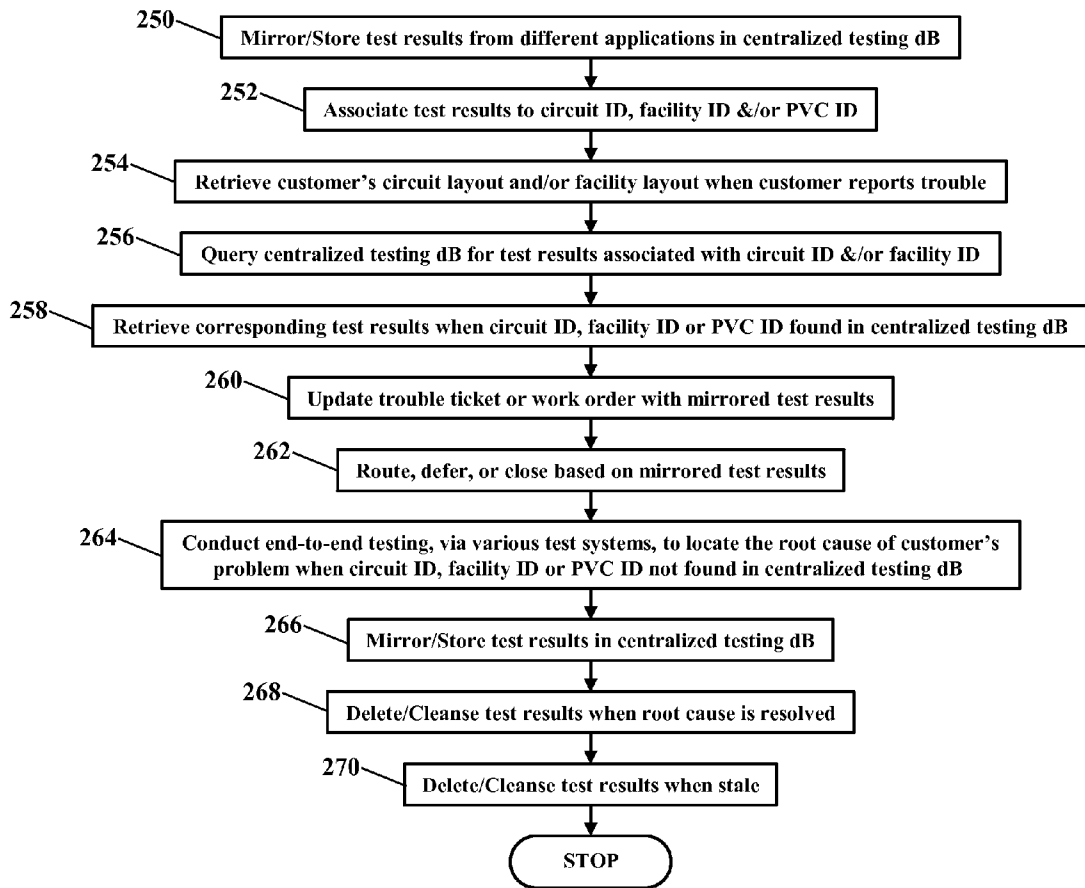 250
Mirror/Store test results from different applications in centralized testing dB
252
Associate test results to circuit ID, facility ID &/or PVC ID
254
Retrieve customer's circuit layout and/or facility layout when customer reports trouble
256
Query centralized testing dB for test results associated with circuit ID &/or facility ID
258
Retrieve corresponding test results when circuit ID, facility ID or PVC ID found in centralized testing dB
260
Update trouble ticket or work order with mirrored test results
262
Route, defer, or close based on mirrored test results
264
Conduct end-to-end testing, via various test systems, to locate the root cause of customer's
problem when circuit ID, facility ID or PVC ID not found in centralized testing dB
266
Mirror/Store test results in centralized testing dB
268
Delete/Cleanse test results when root cause is resolved
270
Delete/Cleanse test results when stale
STOP